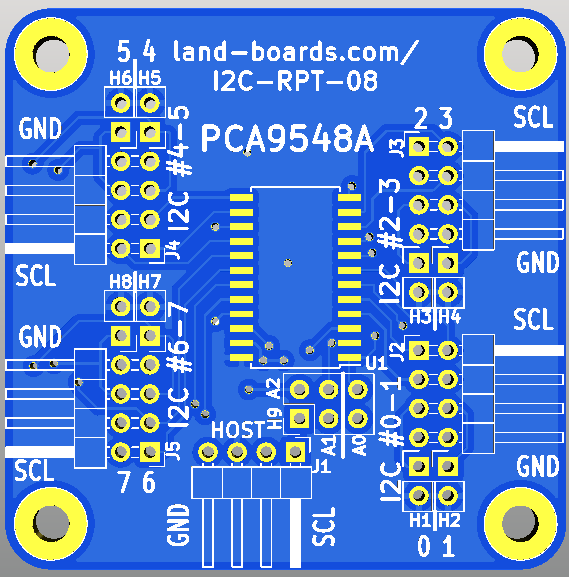 5 4
land-boards.com/
I2C-RPT-08
H6 H5
GND
PCA9548A
I2C #4-5
J4
SCL
2 3
SCL
J3
I2C #2-3
GND
H3 H4
H8 H7
GND
I2C #6-7
J5
SCL
7 6
SCL
J2
U1
I2C #0-1
GND
H1 H2
0 1
A2
H9
A1
A0
HOST
J1
GND
SCL